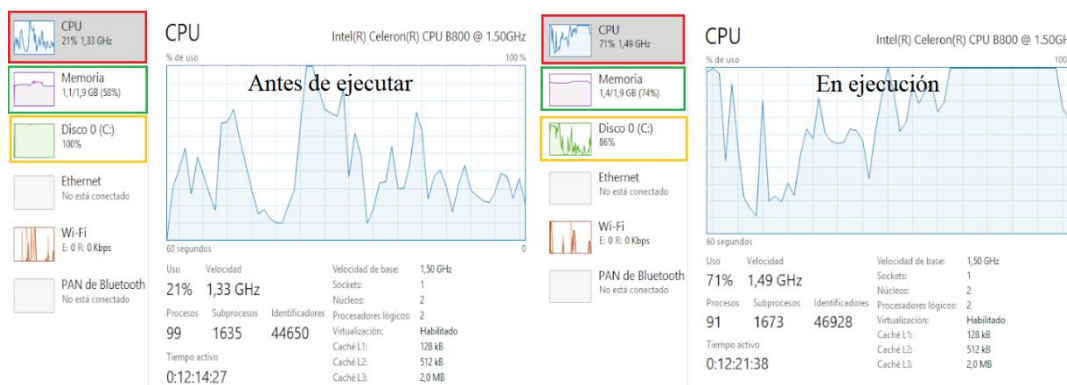 CPU
21% 1,33 GHz
Memoria
1,1/1,9 GB (58%)
Disco 0 (C:)
100%
Ethernet
No está conectado
Wi-Fi
E: 0 R: 0 Kbps
PAN de Bluetooth
No está conectado
CPU
Intel(R) Celeron(R) CPU B800 @ 1.50GHz
% de uso
100 %
Antes de ejecutar
60 segundos
0
Uso
Velocidad
21%
1,33 GHz
Procesos
Subprocesos
Identificadores
99
1635
44650
Tiempo activo
0:12:14:27
Velocidad de base:
1,50 GHz
Sockets:
1
Núcleos:
2
Procesadores lógicos:
2
Virtualización:
Habilitado
Caché L1:
128 kB
Caché L2:
512 kB
Caché L3:
2,0 MB
CPU
71% 1,49 GHz
Memoria
1,4/1,9 GB (74%)
Disco 0 (C:)
86%
Ethernet
No está conectado
Wi-Fi
E: 0 R: 0 Kbps
PAN de Bluetooth
No está conectado
CPU
Intel(R) Celeron(R) CPU B800 @ 1.50GH
% de uso
100
En ejecución
60 segundos
Uso
Velocidad
71%
1,49 GHz
Procesos
Subprocesos
Identificadores
91
1673
46928
Tiempo activo
0:12:21:38
Velocidad de base:
1,50 GHz
Sockets:
1
Núcleos:
2
Procesadores lógicos:
2
Virtualización:
Habilitado
Caché L1:
128 kB
Caché L2:
512 kB
Caché L3:
2,0 MB